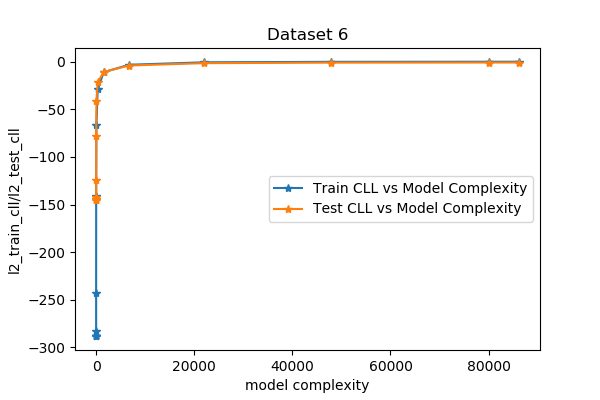 Dataset 6
0
−50
−100
−150
−200
−250
−300
l2_train_cll/l2_test_cll
Train CLL vs Model Complexity
Test CLL vs Model Complexity
0 20000 40000 60000 80000
model complexity